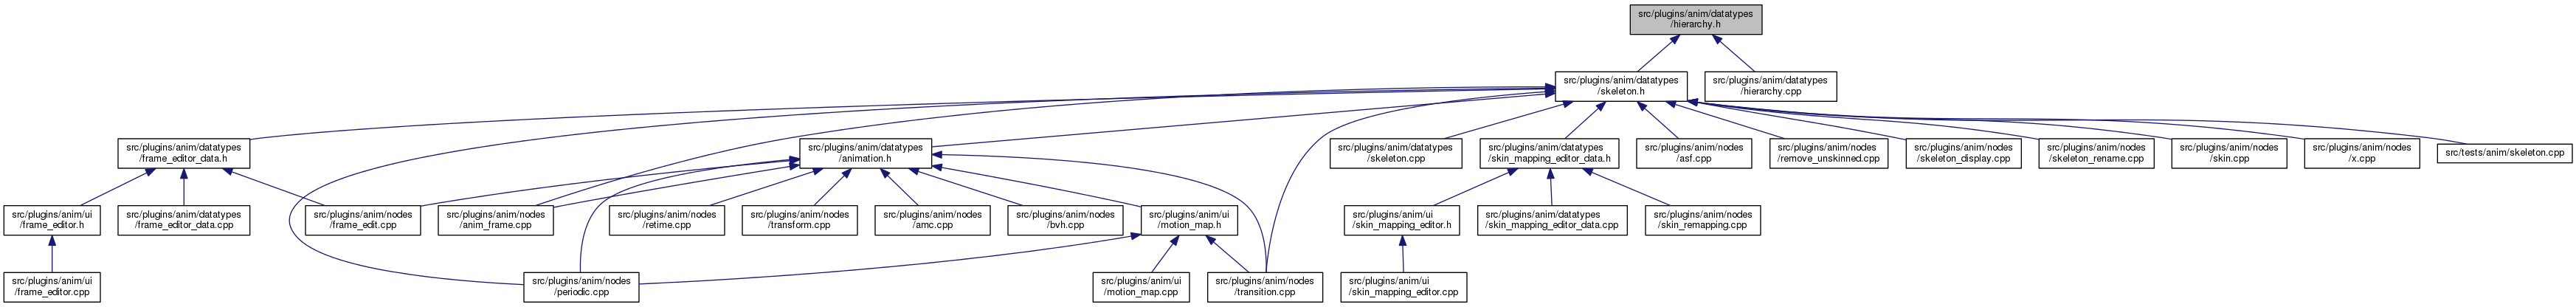 src/plugins/anim/datatypes
/hierarchy.h
src/plugins/anim/datatypes
/skeleton.h
src/plugins/anim/datatypes
/hierarchy.cpp
src/plugins/anim/datatypes
/frame_editor_data.h
src/plugins/anim/datatypes
/animation.h
src/plugins/anim/datatypes
/skeleton.cpp
src/plugins/anim/datatypes
/skin_mapping_editor_data.h
src/plugins/anim/nodes
/asf.cpp
src/plugins/anim/nodes
/remove_unskinned.cpp
src/plugins/anim/nodes
/skeleton_display.cpp
src/plugins/anim/nodes
/skeleton_rename.cpp
src/plugins/anim/nodes
/skin.cpp
src/plugins/anim/nodes
/x.cpp
src/tests/anim/skeleton.cpp
src/plugins/anim/ui
/frame_editor.h
src/plugins/anim/datatypes
/frame_editor_data.cpp
src/plugins/anim/nodes
/frame_edit.cpp
src/plugins/anim/nodes
/anim_frame.cpp
src/plugins/anim/nodes
/retime.cpp
src/plugins/anim/nodes
/transform.cpp
src/plugins/anim/nodes
/amc.cpp
src/plugins/anim/nodes
/bvh.cpp
src/plugins/anim/ui
/motion_map.h
src/plugins/anim/ui
/skin_mapping_editor.h
src/plugins/anim/datatypes
/skin_mapping_editor_data.cpp
src/plugins/anim/nodes
/skin_remapping.cpp
src/plugins/anim/ui
/frame_editor.cpp
src/plugins/anim/nodes
/periodic.cpp
src/plugins/anim/ui
/motion_map.cpp
src/plugins/anim/nodes
/transition.cpp
src/plugins/anim/ui
/skin_mapping_editor.cpp